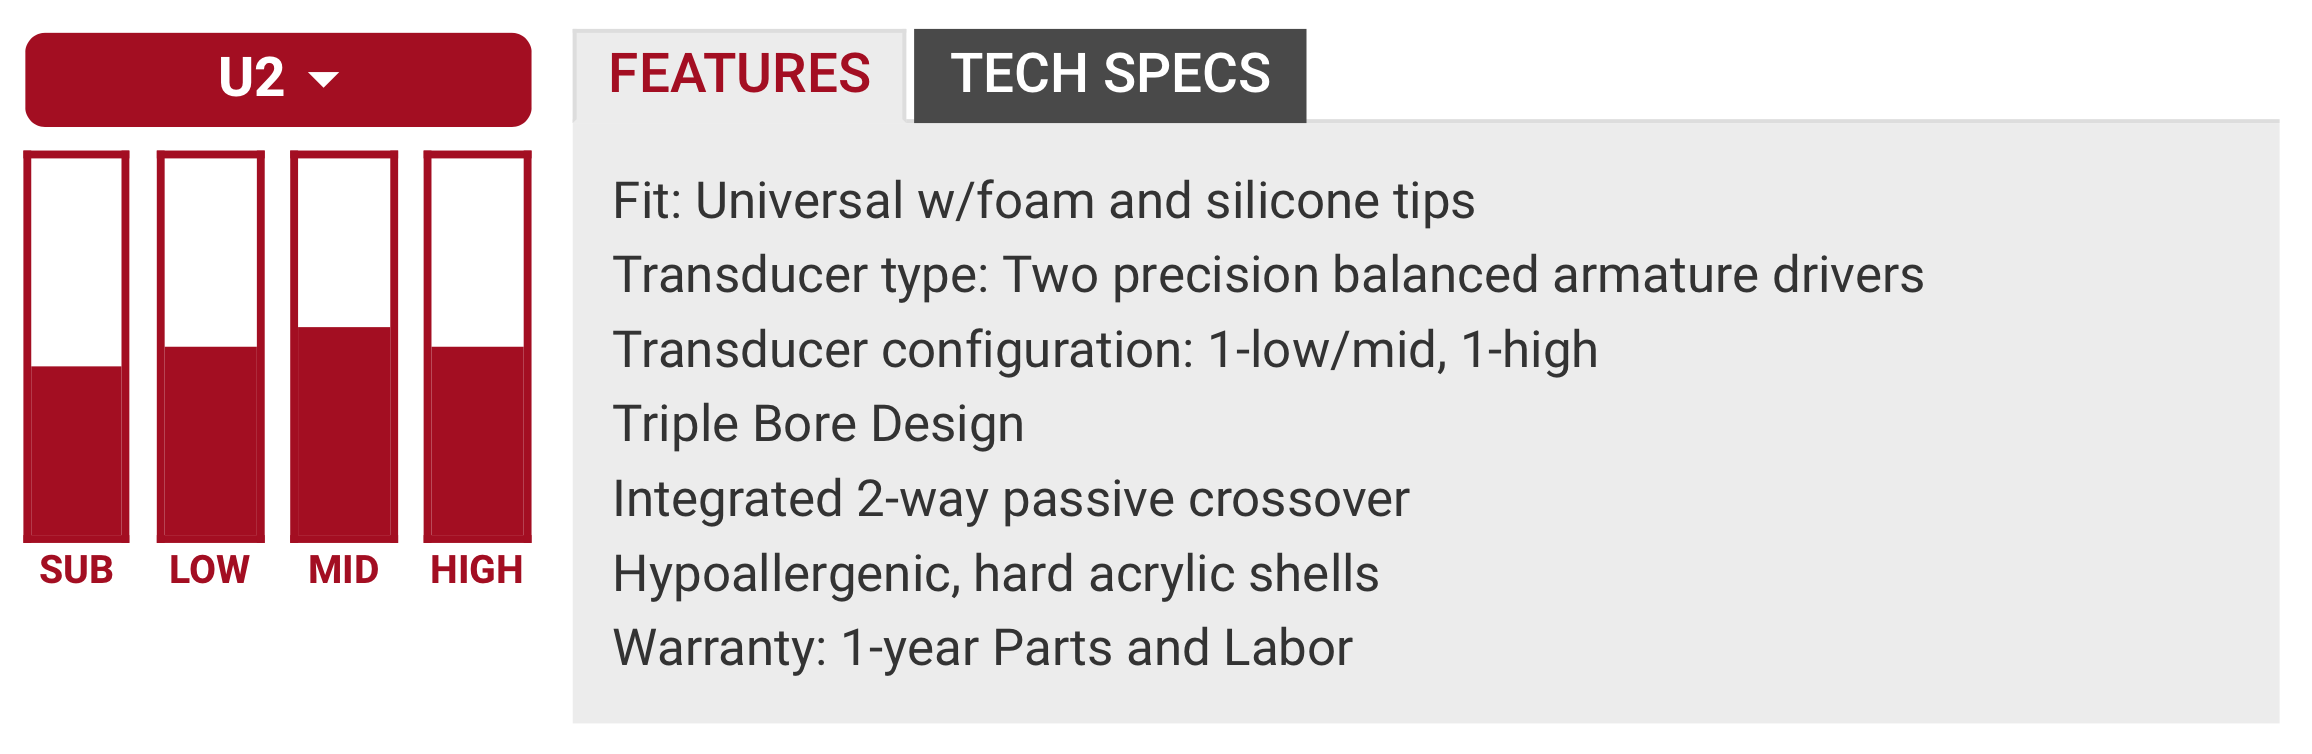 U2
SUB LOW MID HIGH
FEATURES TECH SPECS
Fit: Universal w/foam and silicone tips
Transducer type: Two precision balanced armature drivers
Transducer configuration: 1-low/mid, 1-high
Triple Bore Design
Integrated 2-way passive crossover
Hypoallergenic, hard acrylic shells
Warranty: 1-year Parts and Labor